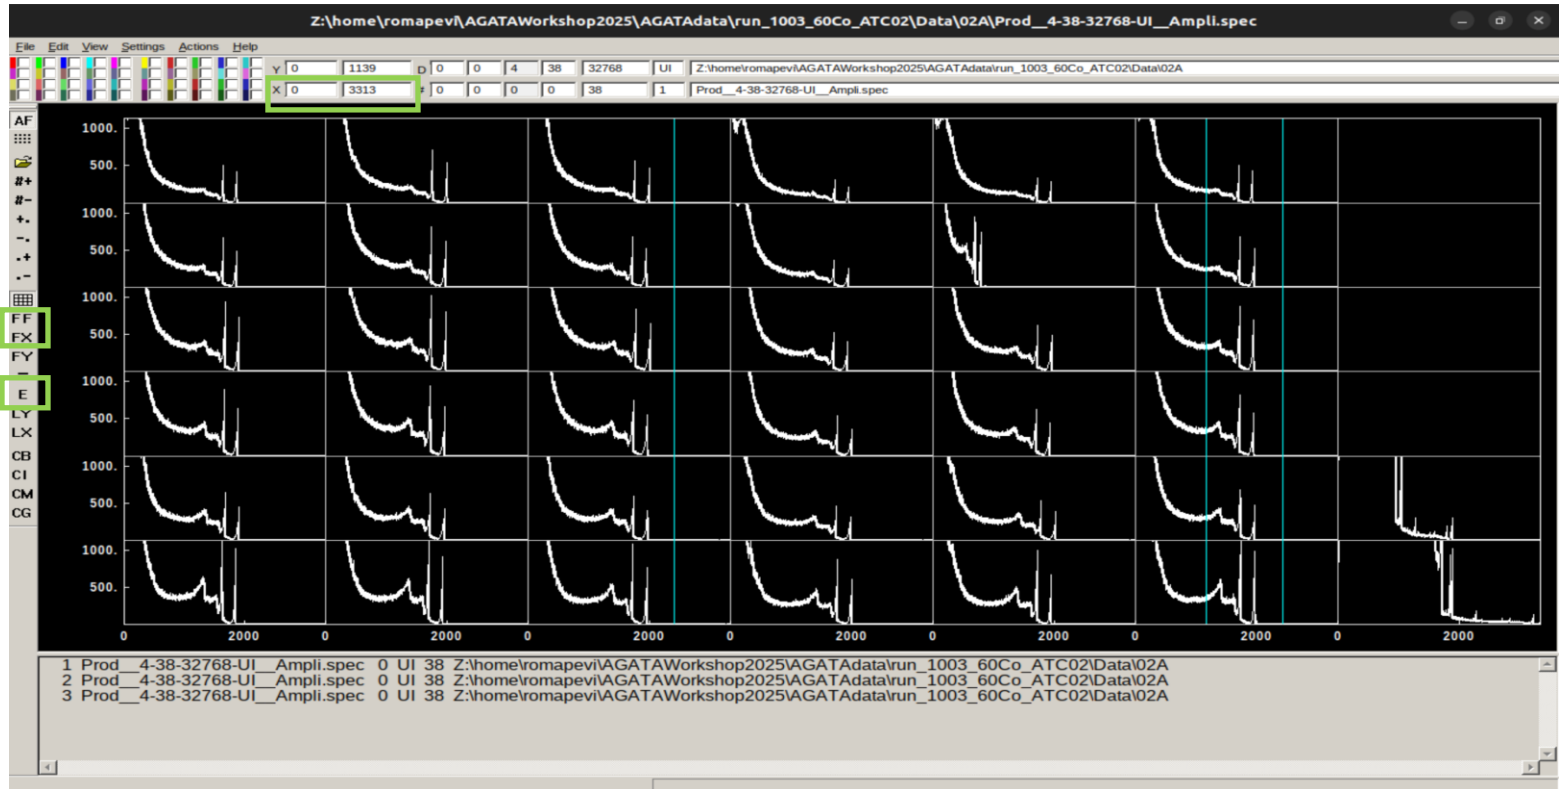 Z:\home\romapevi\AGATAWorkshop2025\AGATAdata\run_1003_60Co_ATC02\Data\02A\Prod__4-38-32768-UI__Ampli.spec
File Edit View Settings Actions Help
Y 0 1139 D 0 0 4 38 32768 UI Z:\home\romapevi\AGATAWorkshop2025\AGATAdata\run_1003_60Co_ATC02\Data\02A
X 0 3313 # 0 0 0 0 38 1 Prod__4-38-32768-UI__Ampli.spec
AF
#+
#-
+.
-.
.+
.-
FF
FX
FY
E
LY
LX
CB
CI
CM
CG
1000.
500.
1000.
500.
1000.
500.
1000.
500.
1000.
500.
1000.
500.
0 2000 0 2000 0 2000 0 2000 0 2000 0 2000 0 2000
1 Prod__4-38-32768-UI__Ampli.spec 0 UI 38 Z:\home\romapevi\AGATAWorkshop2025\AGATAdata\run_1003_60Co_ATC02\Data\02A
2 Prod__4-38-32768-UI__Ampli.spec 0 UI 38 Z:\home\romapevi\AGATAWorkshop2025\AGATAdata\run_1003_60Co_ATC02\Data\02A
3 Prod__4-38-32768-UI__Ampli.spec 0 UI 38 Z:\home\romapevi\AGATAWorkshop2025\AGATAdata\run_1003_60Co_ATC02\Data\02A